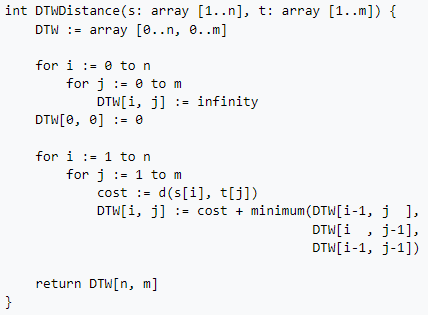 int DTWDistance(s: array [1..n], t: array [1..m]) {
    DTW := array [0..n, 0..m]

    for i := 0 to n
        for j := 0 to m
            DTW[i, j] := infinity
    DTW[0, 0] := 0

    for i := 1 to n
        for j := 1 to m
            cost := d(s[i], t[j])
            DTW[i, j] := cost + minimum(DTW[i-1, j  ],
                                        DTW[i  , j-1],
                                        DTW[i-1, j-1])

    return DTW[n, m]
}